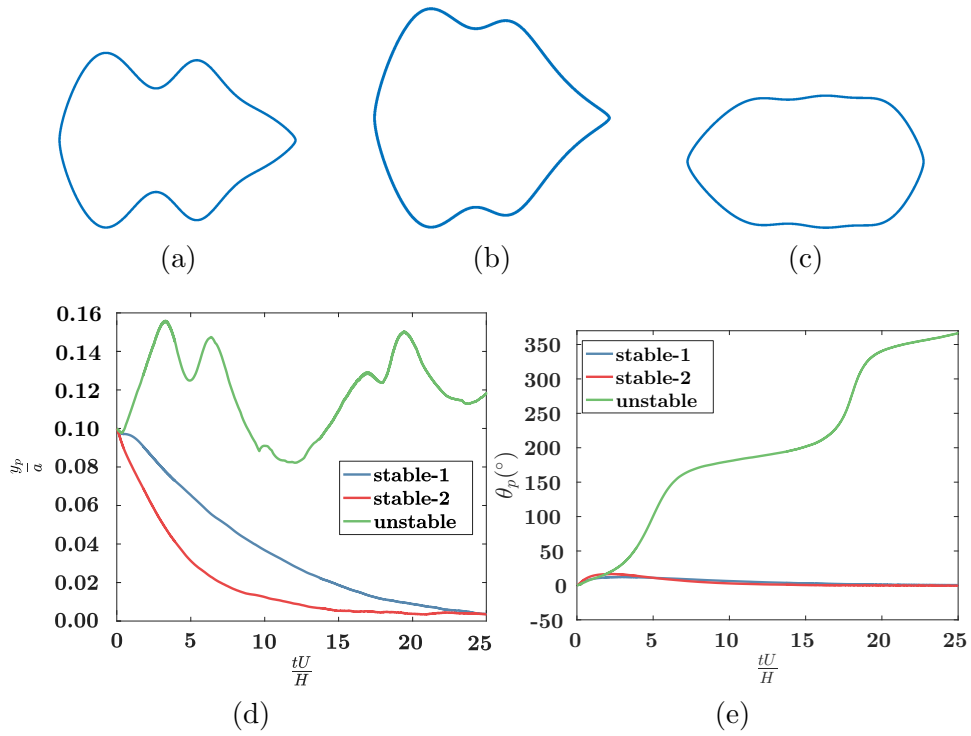 (a)
(b)
(c)
0.16
0.14
0.12
0.10
0.08
0.06
0.04
0.02
0.00
y_p/a
stable-1
stable-2
unstable
0 5 10 15 20 25
tU/H
(d)
350
300
250
200
150
100
50
0
-50
θ_p(°)
stable-1
stable-2
unstable
0 5 10 15 20 25
tU/H
(e)